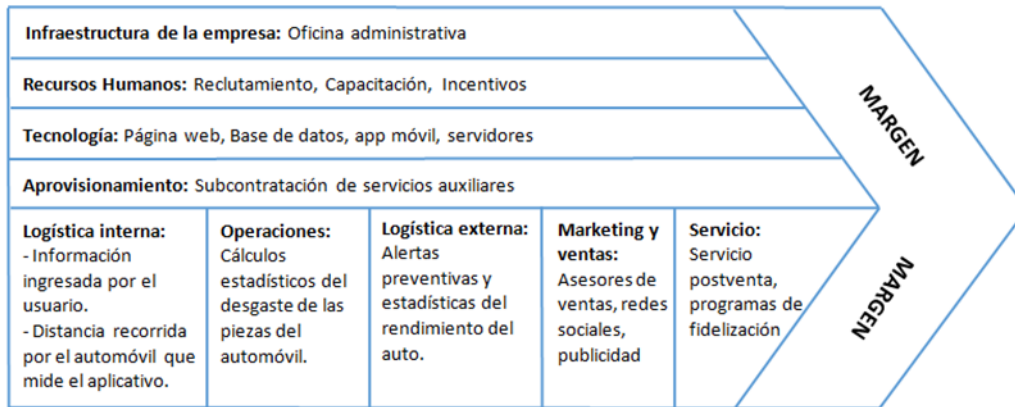 Infraestructura de la empresa: Oficina administrativa
Recursos Humanos: Reclutamiento, Capacitación, Incentivos
Tecnología: Página web, Base de datos, app móvil, servidores
Aprovisionamiento: Subcontratación de servicios auxiliares
Logística interna:
- Información
ingresada por el
usuario.
- Distancia recorrida
por el automóvil que
mide el aplicativo.
Operaciones:
Cálculos
estadísticos del
desgaste de las
piezas del
automóvil.
Logística externa:
Alertas
preventivas y
estadísticas del
rendimiento del
auto.
Marketing y
ventas:
Asesores de
ventas, redes
sociales,
publicidad
Servicio:
Servicio
postventa,
programas de
fidelización
MARGEN
MARGEN